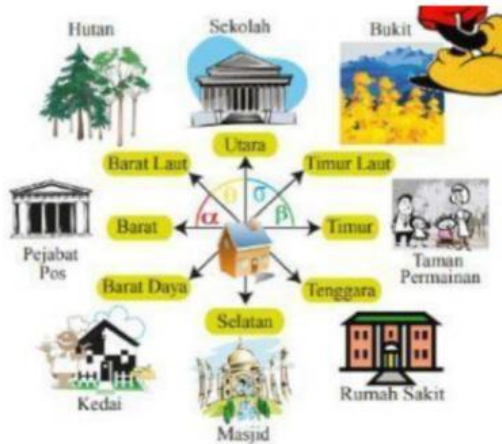 Hutan
Sekolah
Bukit
Utara
Barat Laut
Timur Laut
θ
σ
α
β
Barat
Timur
Pejabat
Pos
Taman
Permainan
Barat Daya
Tenggara
Selatan
Kedai
Masjid
Rumah Sakit